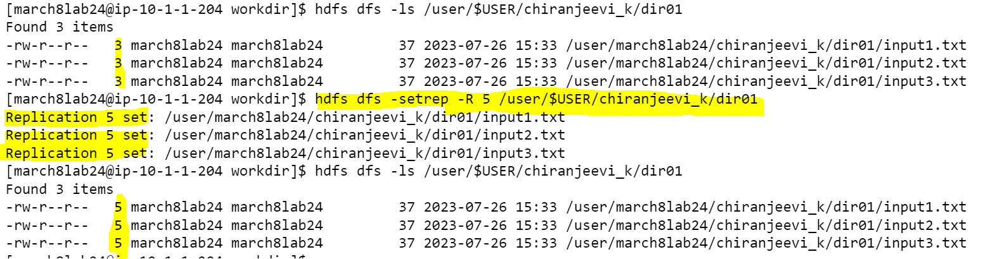 [march8lab24@ip-10-1-1-204 workdir]$ hdfs dfs -ls /user/$USER/chiranjeevi_k/dir01
Found 3 items
-rw-r--r--   3 march8lab24 march8lab24         37 2023-07-26 15:33 /user/march8lab24/chiranjeevi_k/dir01/input1.txt
-rw-r--r--   3 march8lab24 march8lab24         37 2023-07-26 15:33 /user/march8lab24/chiranjeevi_k/dir01/input2.txt
-rw-r--r--   3 march8lab24 march8lab24         37 2023-07-26 15:33 /user/march8lab24/chiranjeevi_k/dir01/input3.txt
[march8lab24@ip-10-1-1-204 workdir]$ hdfs dfs -setrep -R 5 /user/$USER/chiranjeevi_k/dir01
Replication 5 set: /user/march8lab24/chiranjeevi_k/dir01/input1.txt
Replication 5 set: /user/march8lab24/chiranjeevi_k/dir01/input2.txt
Replication 5 set: /user/march8lab24/chiranjeevi_k/dir01/input3.txt
[march8lab24@ip-10-1-1-204 workdir]$ hdfs dfs -ls /user/$USER/chiranjeevi_k/dir01
Found 3 items
-rw-r--r--   5 march8lab24 march8lab24         37 2023-07-26 15:33 /user/march8lab24/chiranjeevi_k/dir01/input1.txt
-rw-r--r--   5 march8lab24 march8lab24         37 2023-07-26 15:33 /user/march8lab24/chiranjeevi_k/dir01/input2.txt
-rw-r--r--   5 march8lab24 march8lab24         37 2023-07-26 15:33 /user/march8lab24/chiranjeevi_k/dir01/input3.txt
[march8lab24@ip-10-1-1-204 workdir]$